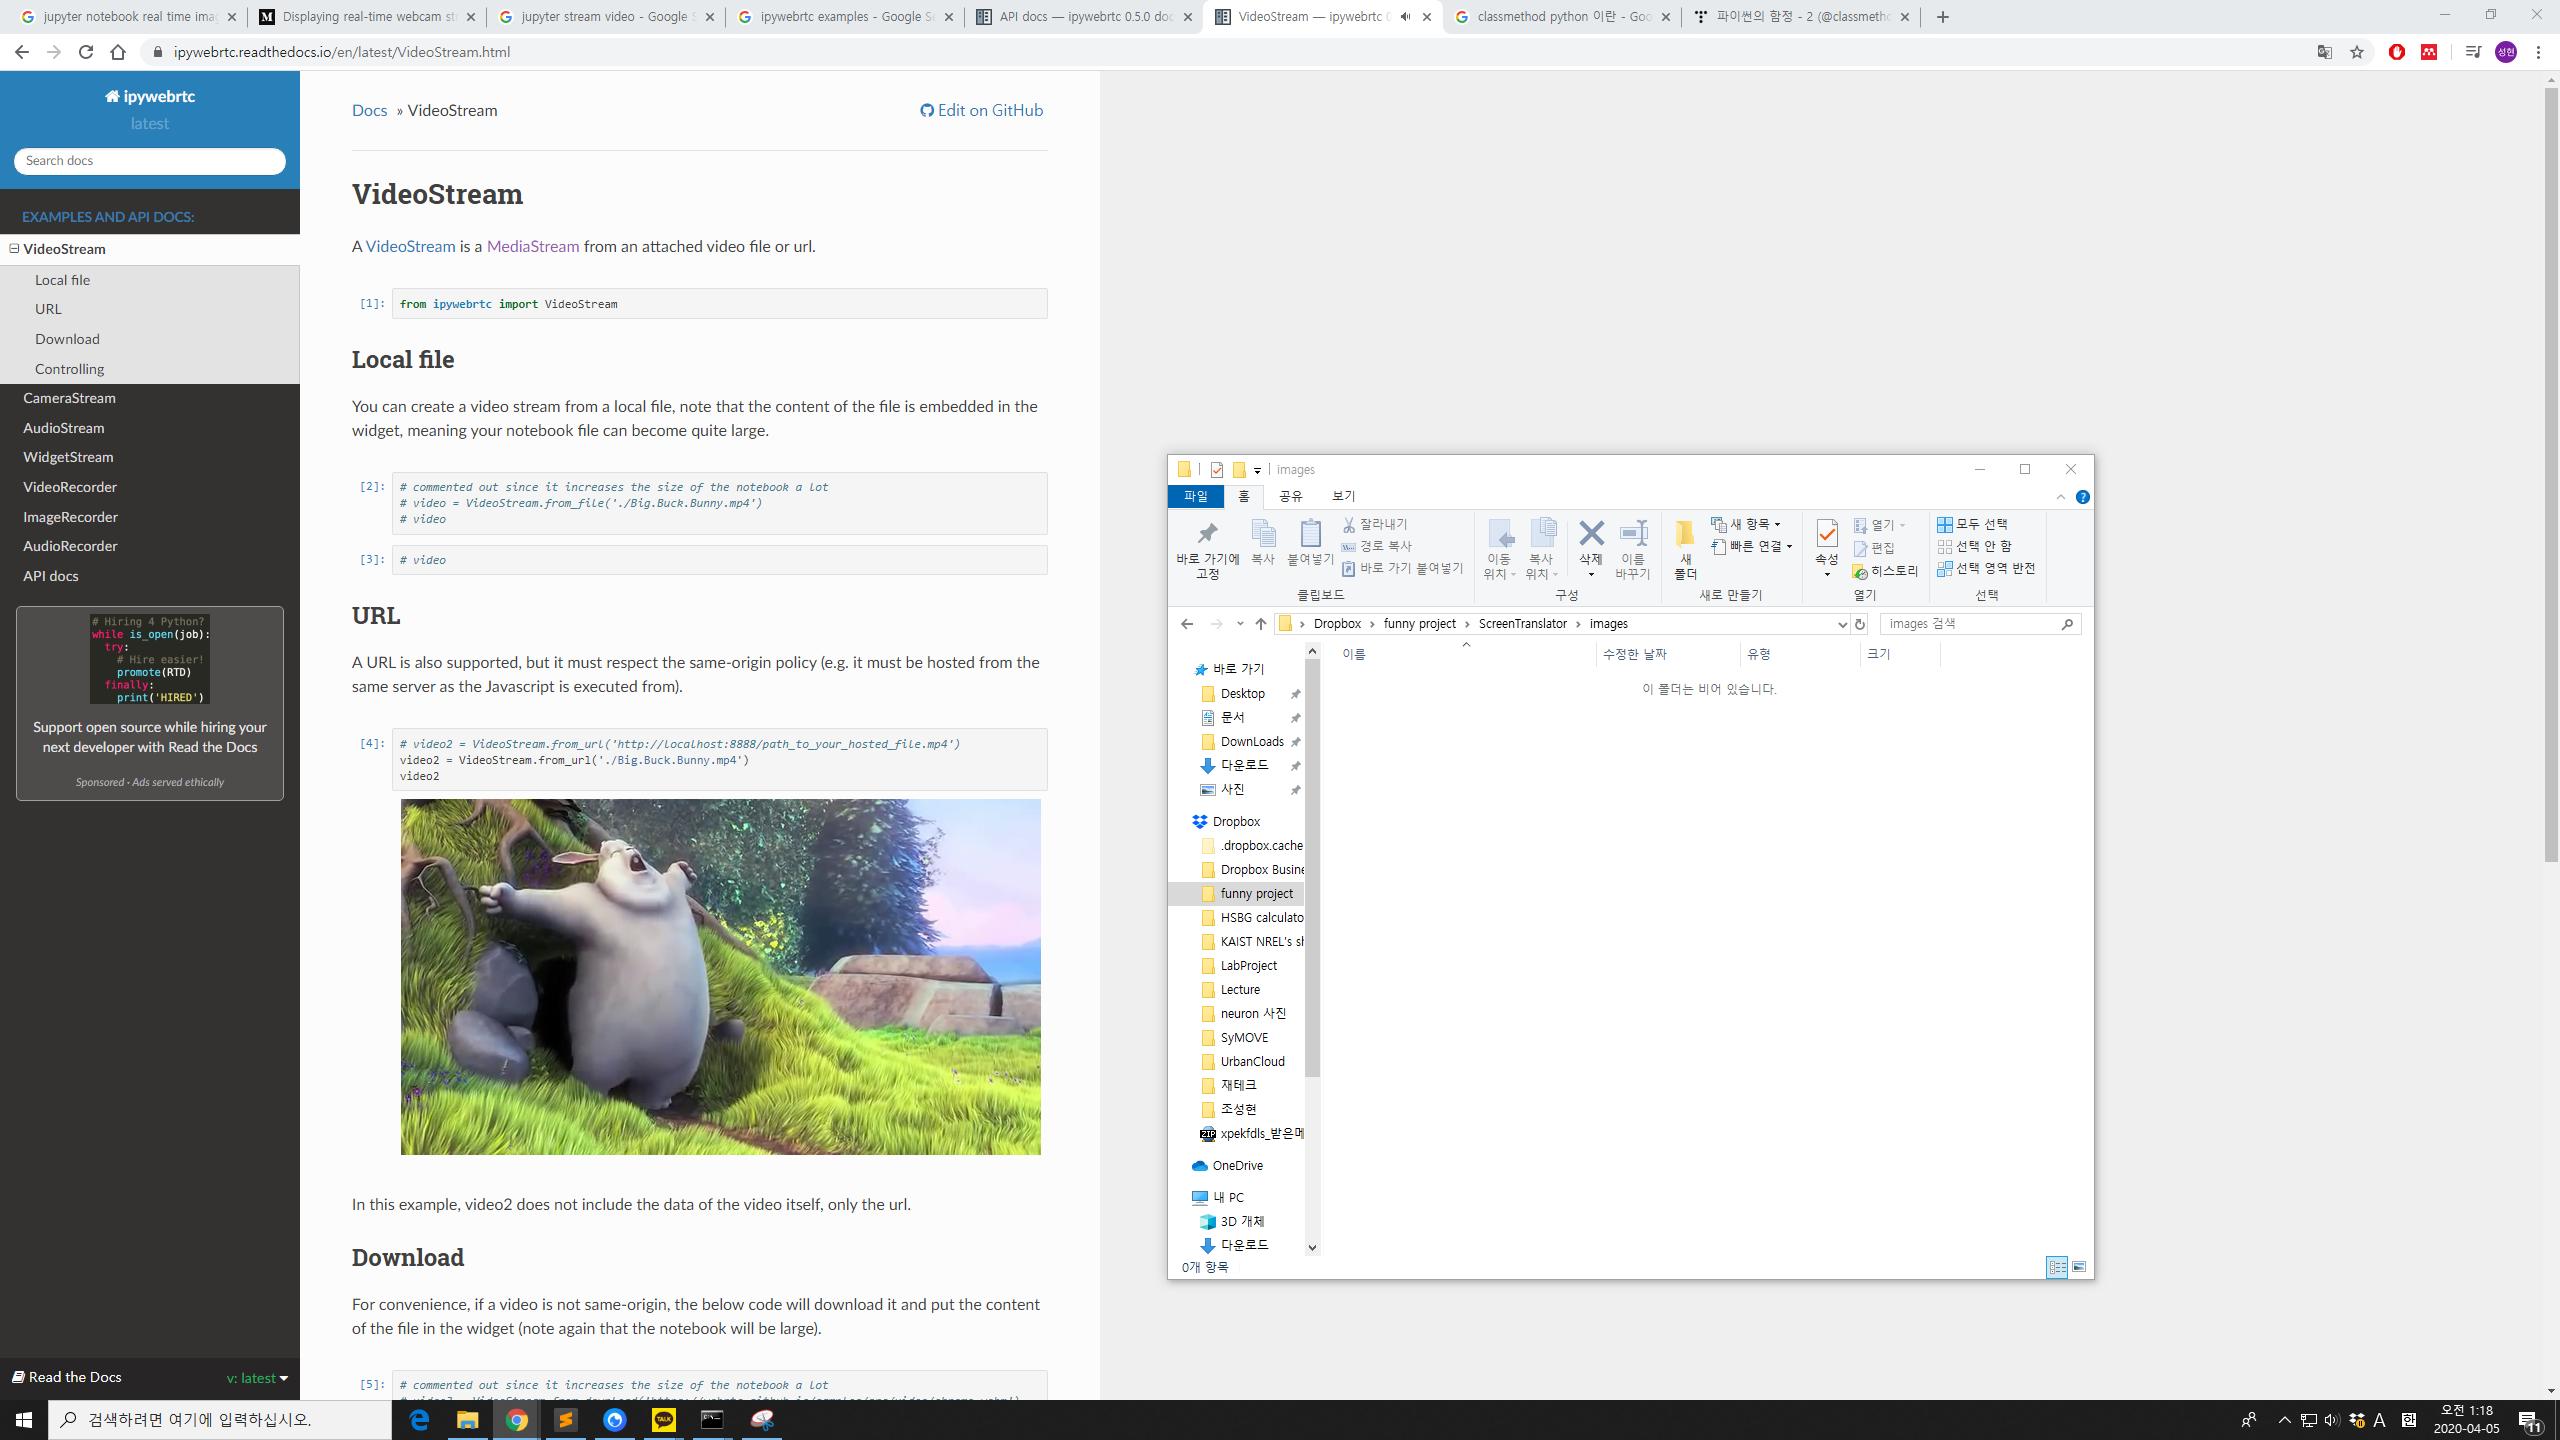 jupyter notebook real time imag
Displaying real-time webcam str
jupyter stream video - Google S
ipywebrtc examples - Google Se
API docs — ipywebrtc 0.5.0 doc
VideoStream — ipywebrtc 0
classmethod python 이란 - Goo
파이썬의 함정 - 2 (@classmetho
ipywebrtc.readthedocs.io/en/latest/VideoStream.html
성현
ipywebrtc
latest
Search docs
EXAMPLES AND API DOCS:
VideoStream
Local file
URL
Download
Controlling
CameraStream
AudioStream
WidgetStream
VideoRecorder
ImageRecorder
AudioRecorder
API docs
# Hiring 4 Python?
while is_open(job):
try:
# Hire easier!
promote(RTD)
finally:
print('HIRED')
Support open source while hiring your
next developer with Read the Docs
Sponsored · Ads served ethically
Read the Docs
v: latest
Docs » VideoStream
Edit on GitHub
VideoStream
A VideoStream is a MediaStream from an attached video file or url.
[1]: from ipywebrtc import VideoStream
Local file
You can create a video stream from a local file, note that the content of the file is embedded in the
widget, meaning your notebook file can become quite large.
[2]: # commented out since it increases the size of the notebook a lot
# video = VideoStream.from_file('./Big.Buck.Bunny.mp4')
# video
[3]: # video
URL
A URL is also supported, but it must respect the same-origin policy (e.g. it must be hosted from the
same server as the Javascript is executed from).
[4]: # video2 = VideoStream.from_url('http://localhost:8888/path_to_your_hosted_file.mp4')
video2 = VideoStream.from_url('./Big.Buck.Bunny.mp4')
video2
In this example, video2 does not include the data of the video itself, only the url.
Download
For convenience, if a video is not same-origin, the below code will download it and put the content
of the file in the widget (note again that the notebook will be large).
[5]: # commented out since it increases the size of the notebook a lot
images
파일 홈 공유 보기
바로 가기에
고정
복사
붙여넣기
잘라내기
경로 복사
바로 가기 붙여넣기
클립보드
이동
위치
복사
위치
삭제
이름
바꾸기
구성
새
폴더
새 항목
빠른 연결
새로 만들기
속성
열기
편집
히스토리
열기
모두 선택
선택 안 함
선택 영역 반전
선택
Dropbox > funny project > ScreenTranslator > images
images 검색
이름 수정한 날짜 유형 크기
이 폴더는 비어 있습니다.
바로 가기
Desktop
문서
DownLoads
다운로드
사진
Dropbox
.dropbox.cache
Dropbox Busine
funny project
HSBG calculato
KAIST NREL's sh
LabProject
Lecture
neuron 사진
SyMOVE
UrbanCloud
재테크
조성현
xpekfdls_받은메
OneDrive
내 PC
3D 개체
다운로드
0개 항목
검색하려면 여기에 입력하십시오.
TALK
A
한
오전 1:18
2020-04-05
11